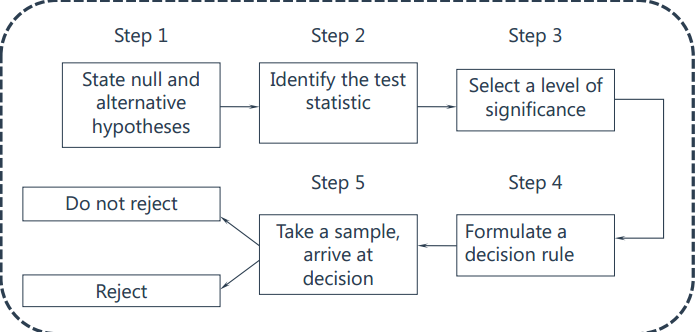 Step 1
Step 2
Step 3
State null and
alternative
hypotheses
Identify the test
statistic
Select a level of
significance
Step 5
Step 4
Do not reject
Take a sample,
arrive at
decision
Formulate a
decision rule
Reject